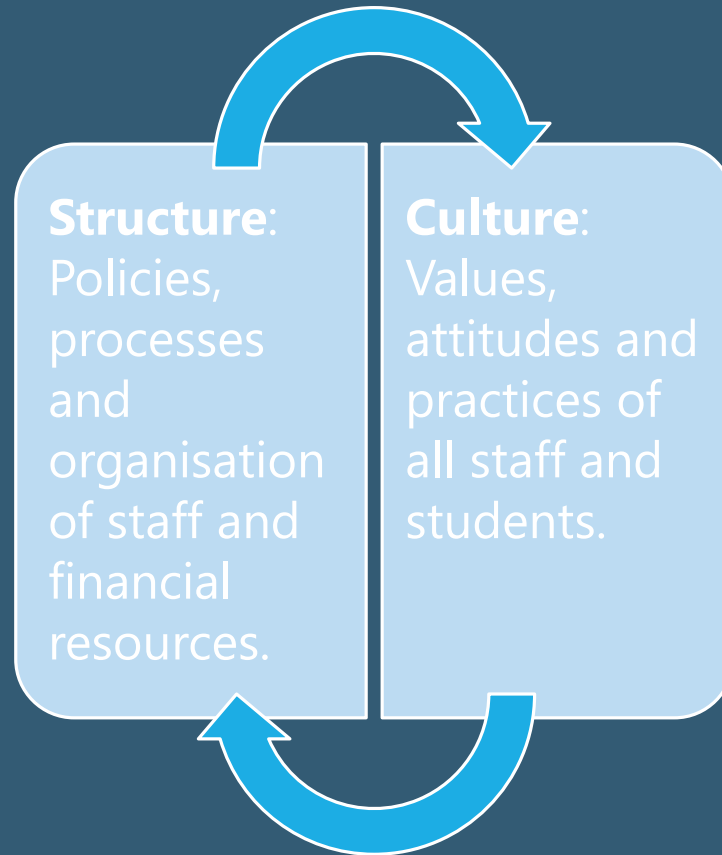 Structure:
Policies,
processes
and
organisation
of staff and
financial
resources.
Culture:
Values,
attitudes and
practices of
all staff and
students.